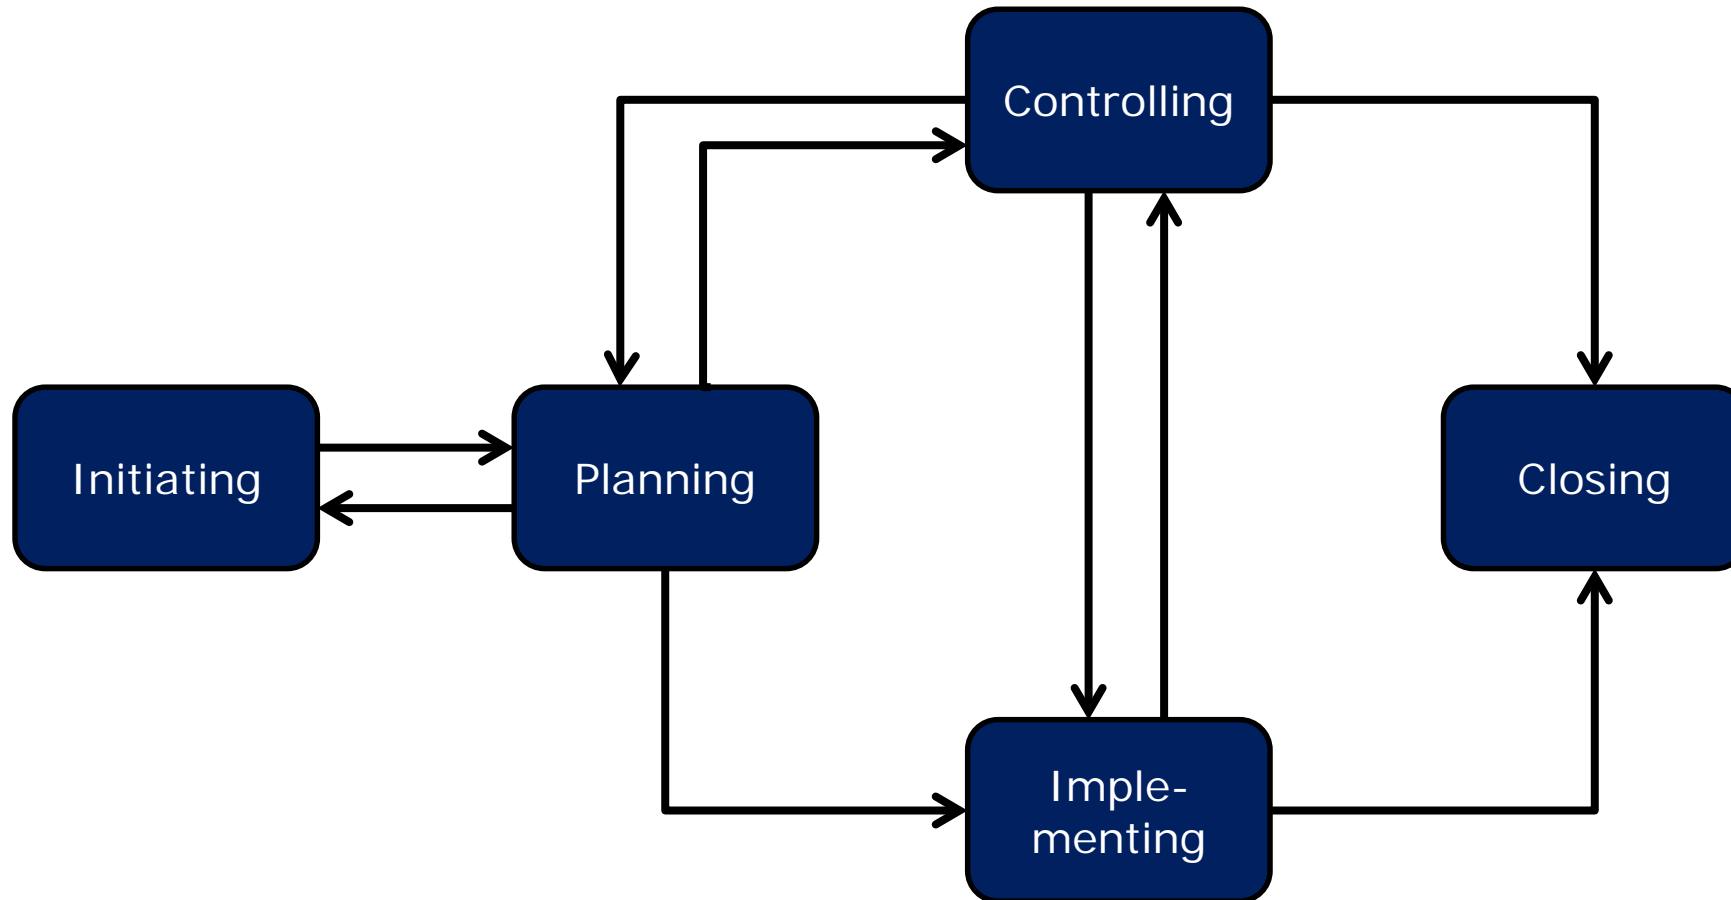 Controlling
Initiating
Planning
Closing
Imple-
menting